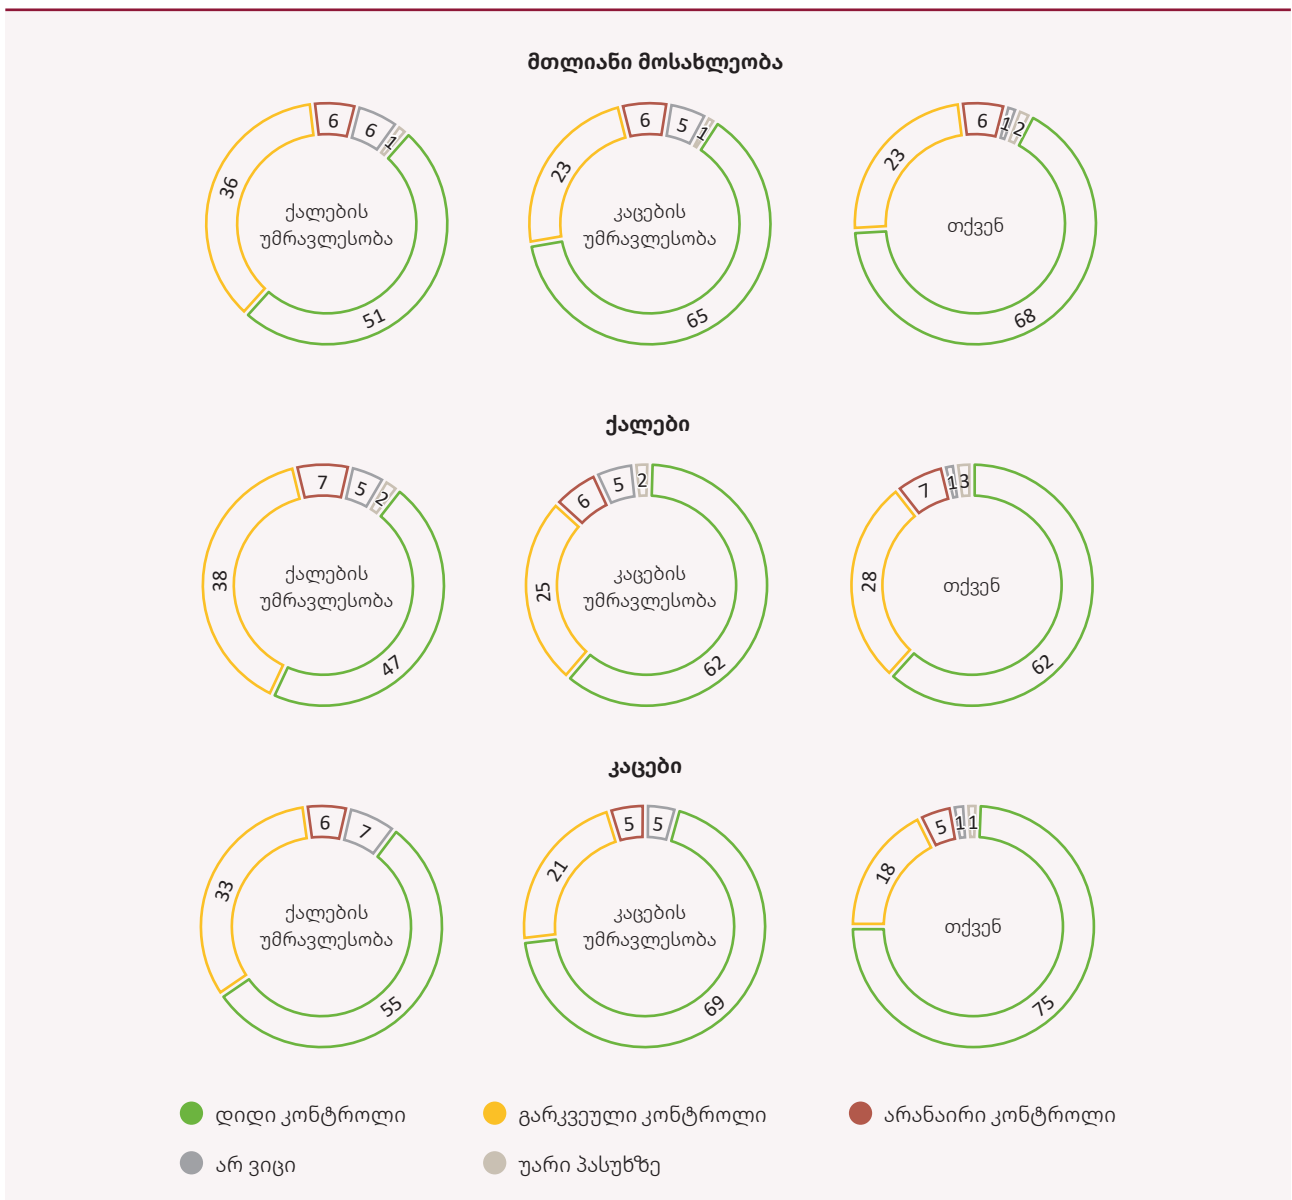 მთლიანი მოსახლეობა
6
6
1
36
ქალების
უმრავლესობა
51
6
5
1
23
კაცების
უმრავლესობა
65
6
1
2
23
თქვენ
68
ქალები
7
5
2
38
ქალების
უმრავლესობა
47
6
5
2
25
კაცების
უმრავლესობა
62
7
1
3
28
თქვენ
62
კაცები
6
7
33
ქალების
უმრავლესობა
55
5
5
21
კაცების
უმრავლესობა
69
5
1
1
18
თქვენ
75
დიდი კონტროლი
გარკვეული კონტროლი
არანაირი კონტროლი
არ ვიცი
უარი პასუხზე